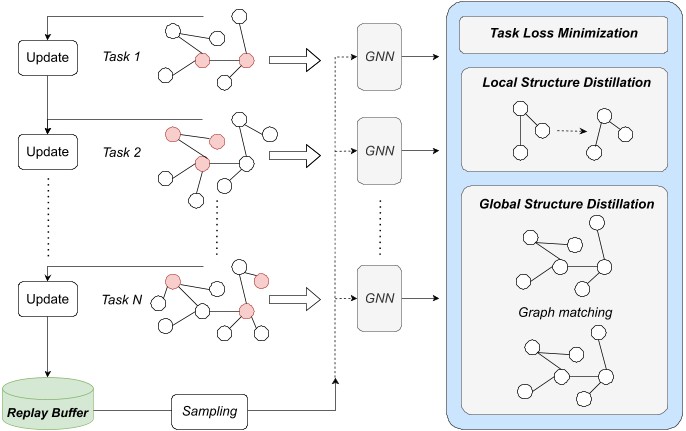 Update
Task 1
GNN
Task Loss Minimization
Local Structure Distillation
Update
Task 2
GNN
Global Structure Distillation
Update
Task N
GNN
Graph matching
Replay Buffer
Sampling